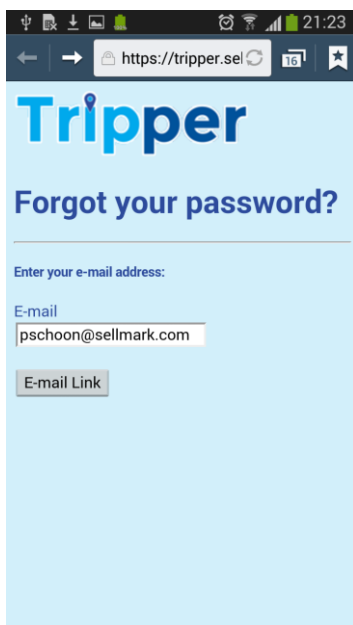 21:23
https://tripper.sel
16
Tripper
Forgot your password?
Enter your e-mail address:
E-mail
pschoon@sellmark.com
E-mail Link